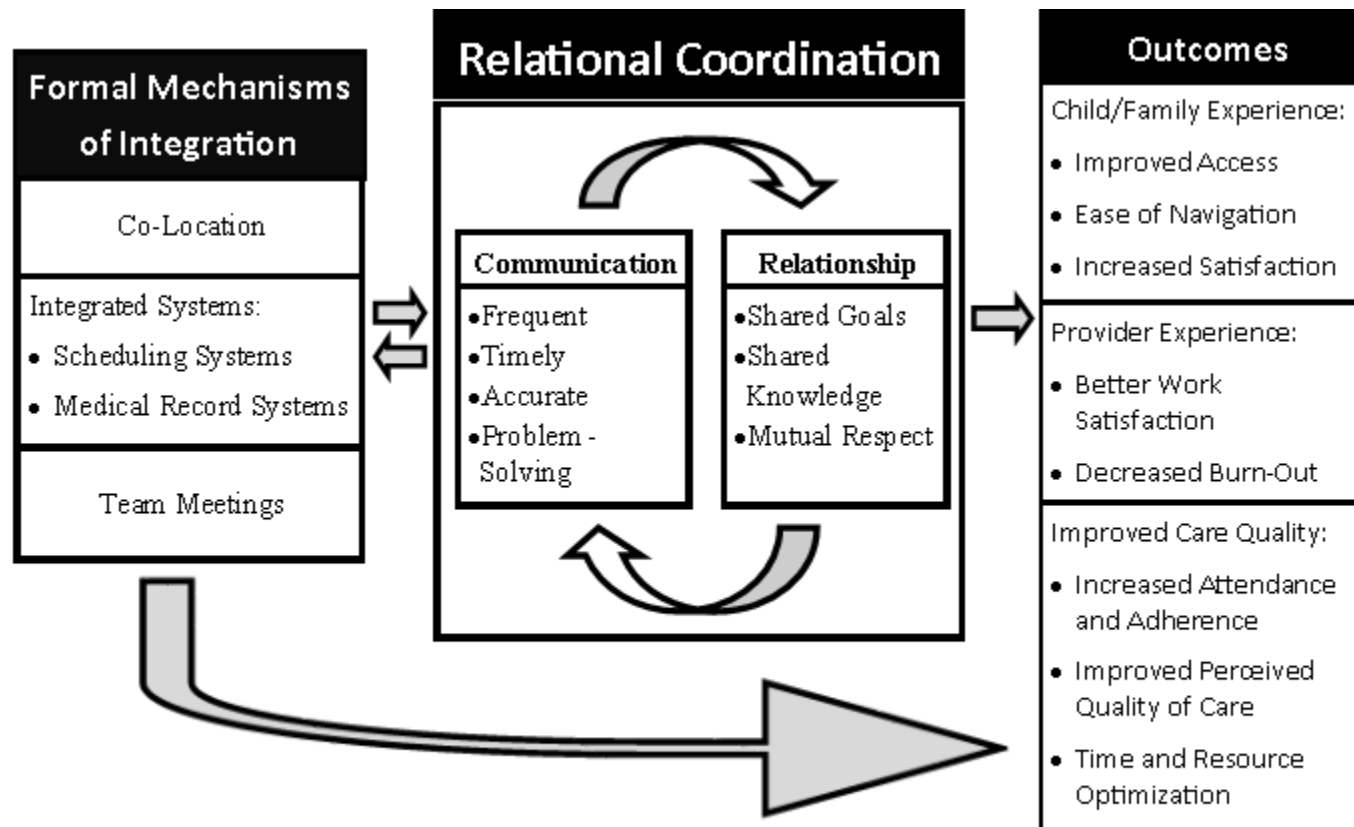 Formal Mechanisms
of Integration
Co-Location
Integrated Systems:
• Scheduling Systems
• Medical Record Systems
Team Meetings
Relational Coordination
Communication
•Frequent
•Timely
•Accurate
•Problem -
Solving
Relationship
•Shared Goals
•Shared
Knowledge
•Mutual Respect
Outcomes
Child/Family Experience:
• Improved Access
• Ease of Navigation
• Increased Satisfaction
Provider Experience:
• Better Work
Satisfaction
• Decreased Burn-Out
Improved Care Quality:
• Increased Attendance
and Adherence
• Improved Perceived
Quality of Care
• Time and Resource
Optimization